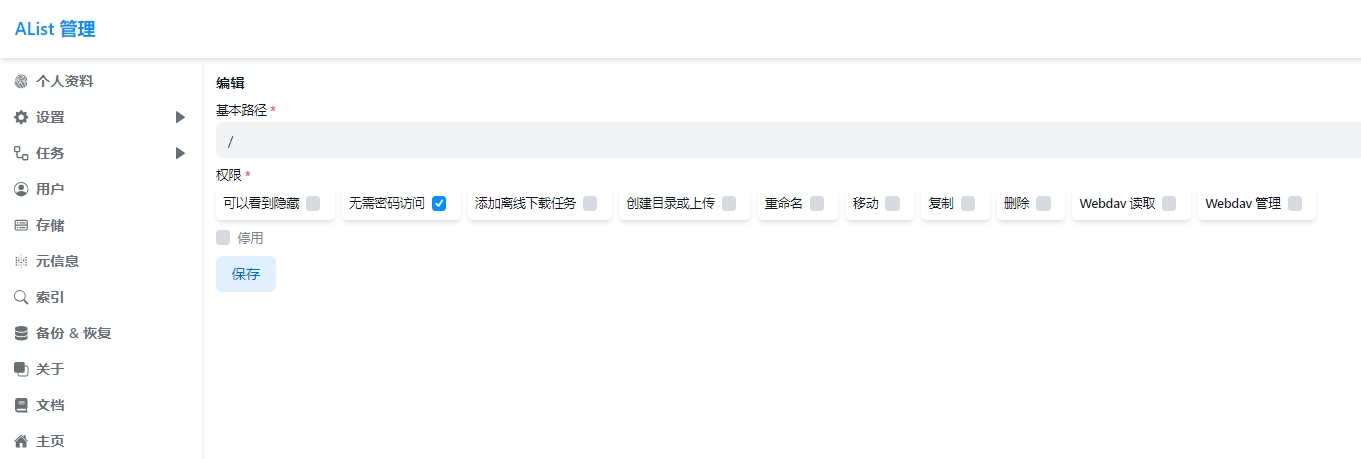 AList 管理
个人资料
设置
任务
用户
存储
元信息
索引
备份 & 恢复
关于
文档
主页
编辑
基本路径 *
/
权限 *
可以看到隐藏 无需密码访问 添加离线下载任务 创建目录或上传 重命名 移动 复制 删除 Webdav 读取 Webdav 管理
停用
保存